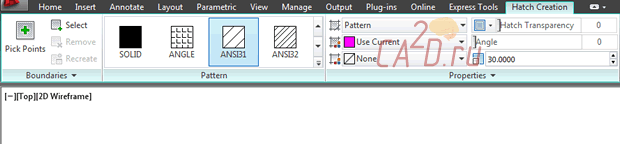 Home Insert Annotate Layout Parametric View Manage Output Plug-ins Online Express Tools Hatch Creation
Pick Points
Select
Remove
Recreate
Boundaries
SOLID ANGLE ANSI31 ANSI32
Pattern
Pattern
Use Current
None
Hatch Transparency 0
Angle 0
30.0000
Properties
CA2D.ru
[−][Top][2D Wireframe]